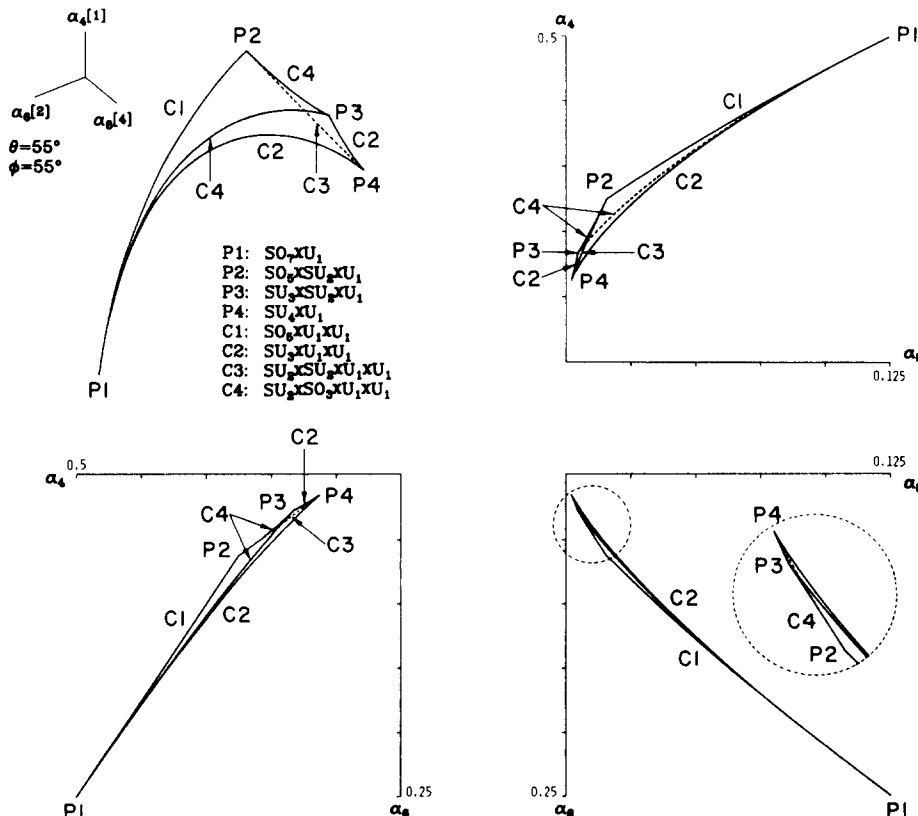 α₄[1]
α₆[2]
α₈[4]
θ=55°
φ=55°
P2
C4
C1
P3
C2
C2
P4
C4
C3
P1
P1: SO₇xU₁
P2: SO₅xSU₂xU₁
P3: SU₃xSU₂xU₁
P4: SU₄xU₁
C1: SO₅xU₁xU₁
C2: SU₃xU₁xU₁
C3: SU₂xSU₂xU₁xU₁
C4: SU₂xSO₃xU₁xU₁
α₄
0.5
P1
C1
P2
C2
C4
P3
C3
C2
P4
0.125
α₄
0.5
C2
P3
P4
C4
C3
P2
C1
C2
P1
0.25
α₆
0.125
P4
P3
C2
C4
C1
P2
0.25
α₆
P1